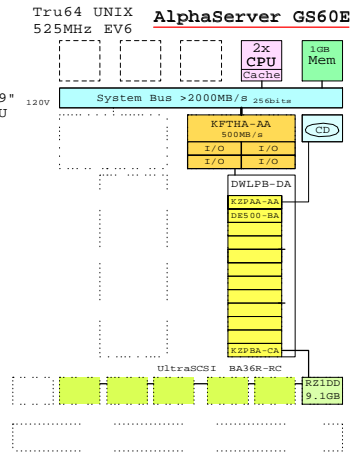 Tru64 UNIX
525MHz EV6
AlphaServer GS60E
2x
CPU
Cache
1GB
Mem
9"
U
120V
System Bus >2000MB/s 256bits
KFTHA-AA
500MB/s
I/O I/O
I/O I/O
CD
DWLPB-DA
KZPAA-AA
DE500-BA
KZPBA-CA
UltraSCSI BA36R-RC
RZ1DD
9.1GB